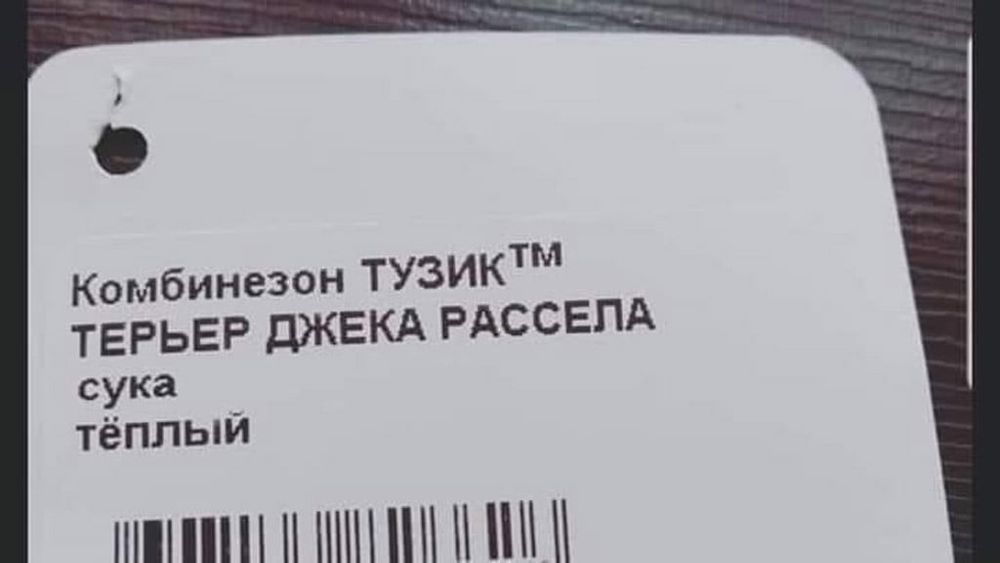 Комбинезон ТУЗИК™
ТЕРЬЕР ДЖЕКА РАССЕЛА
сука
тёплый